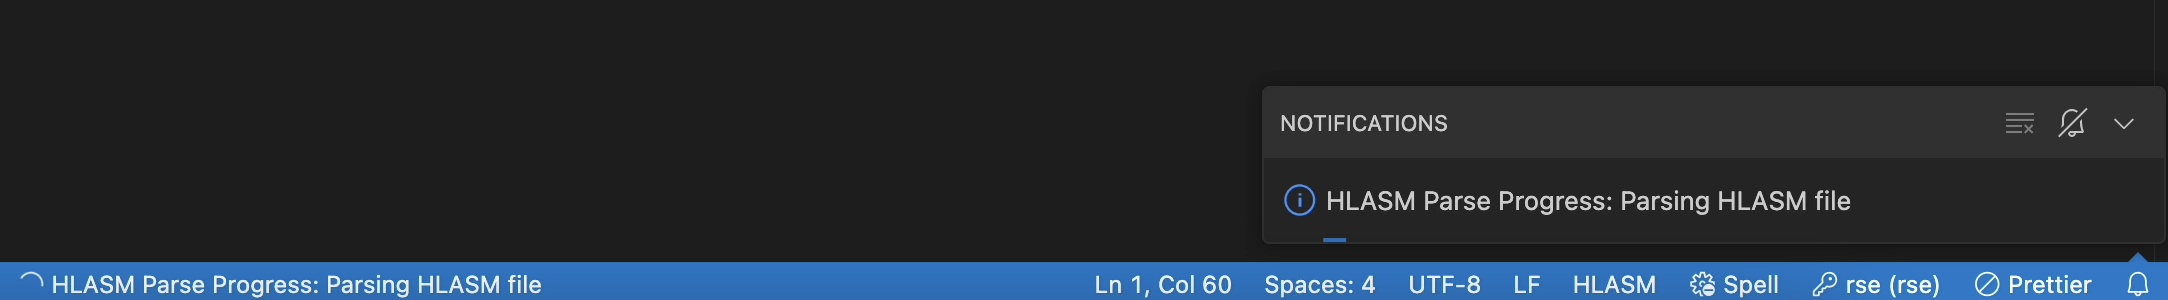 NOTIFICATIONS
HLASM Parse Progress: Parsing HLASM file
HLASM Parse Progress: Parsing HLASM file Ln 1, Col 60 Spaces: 4 UTF-8 LF HLASM Spell rse (rse) Prettier